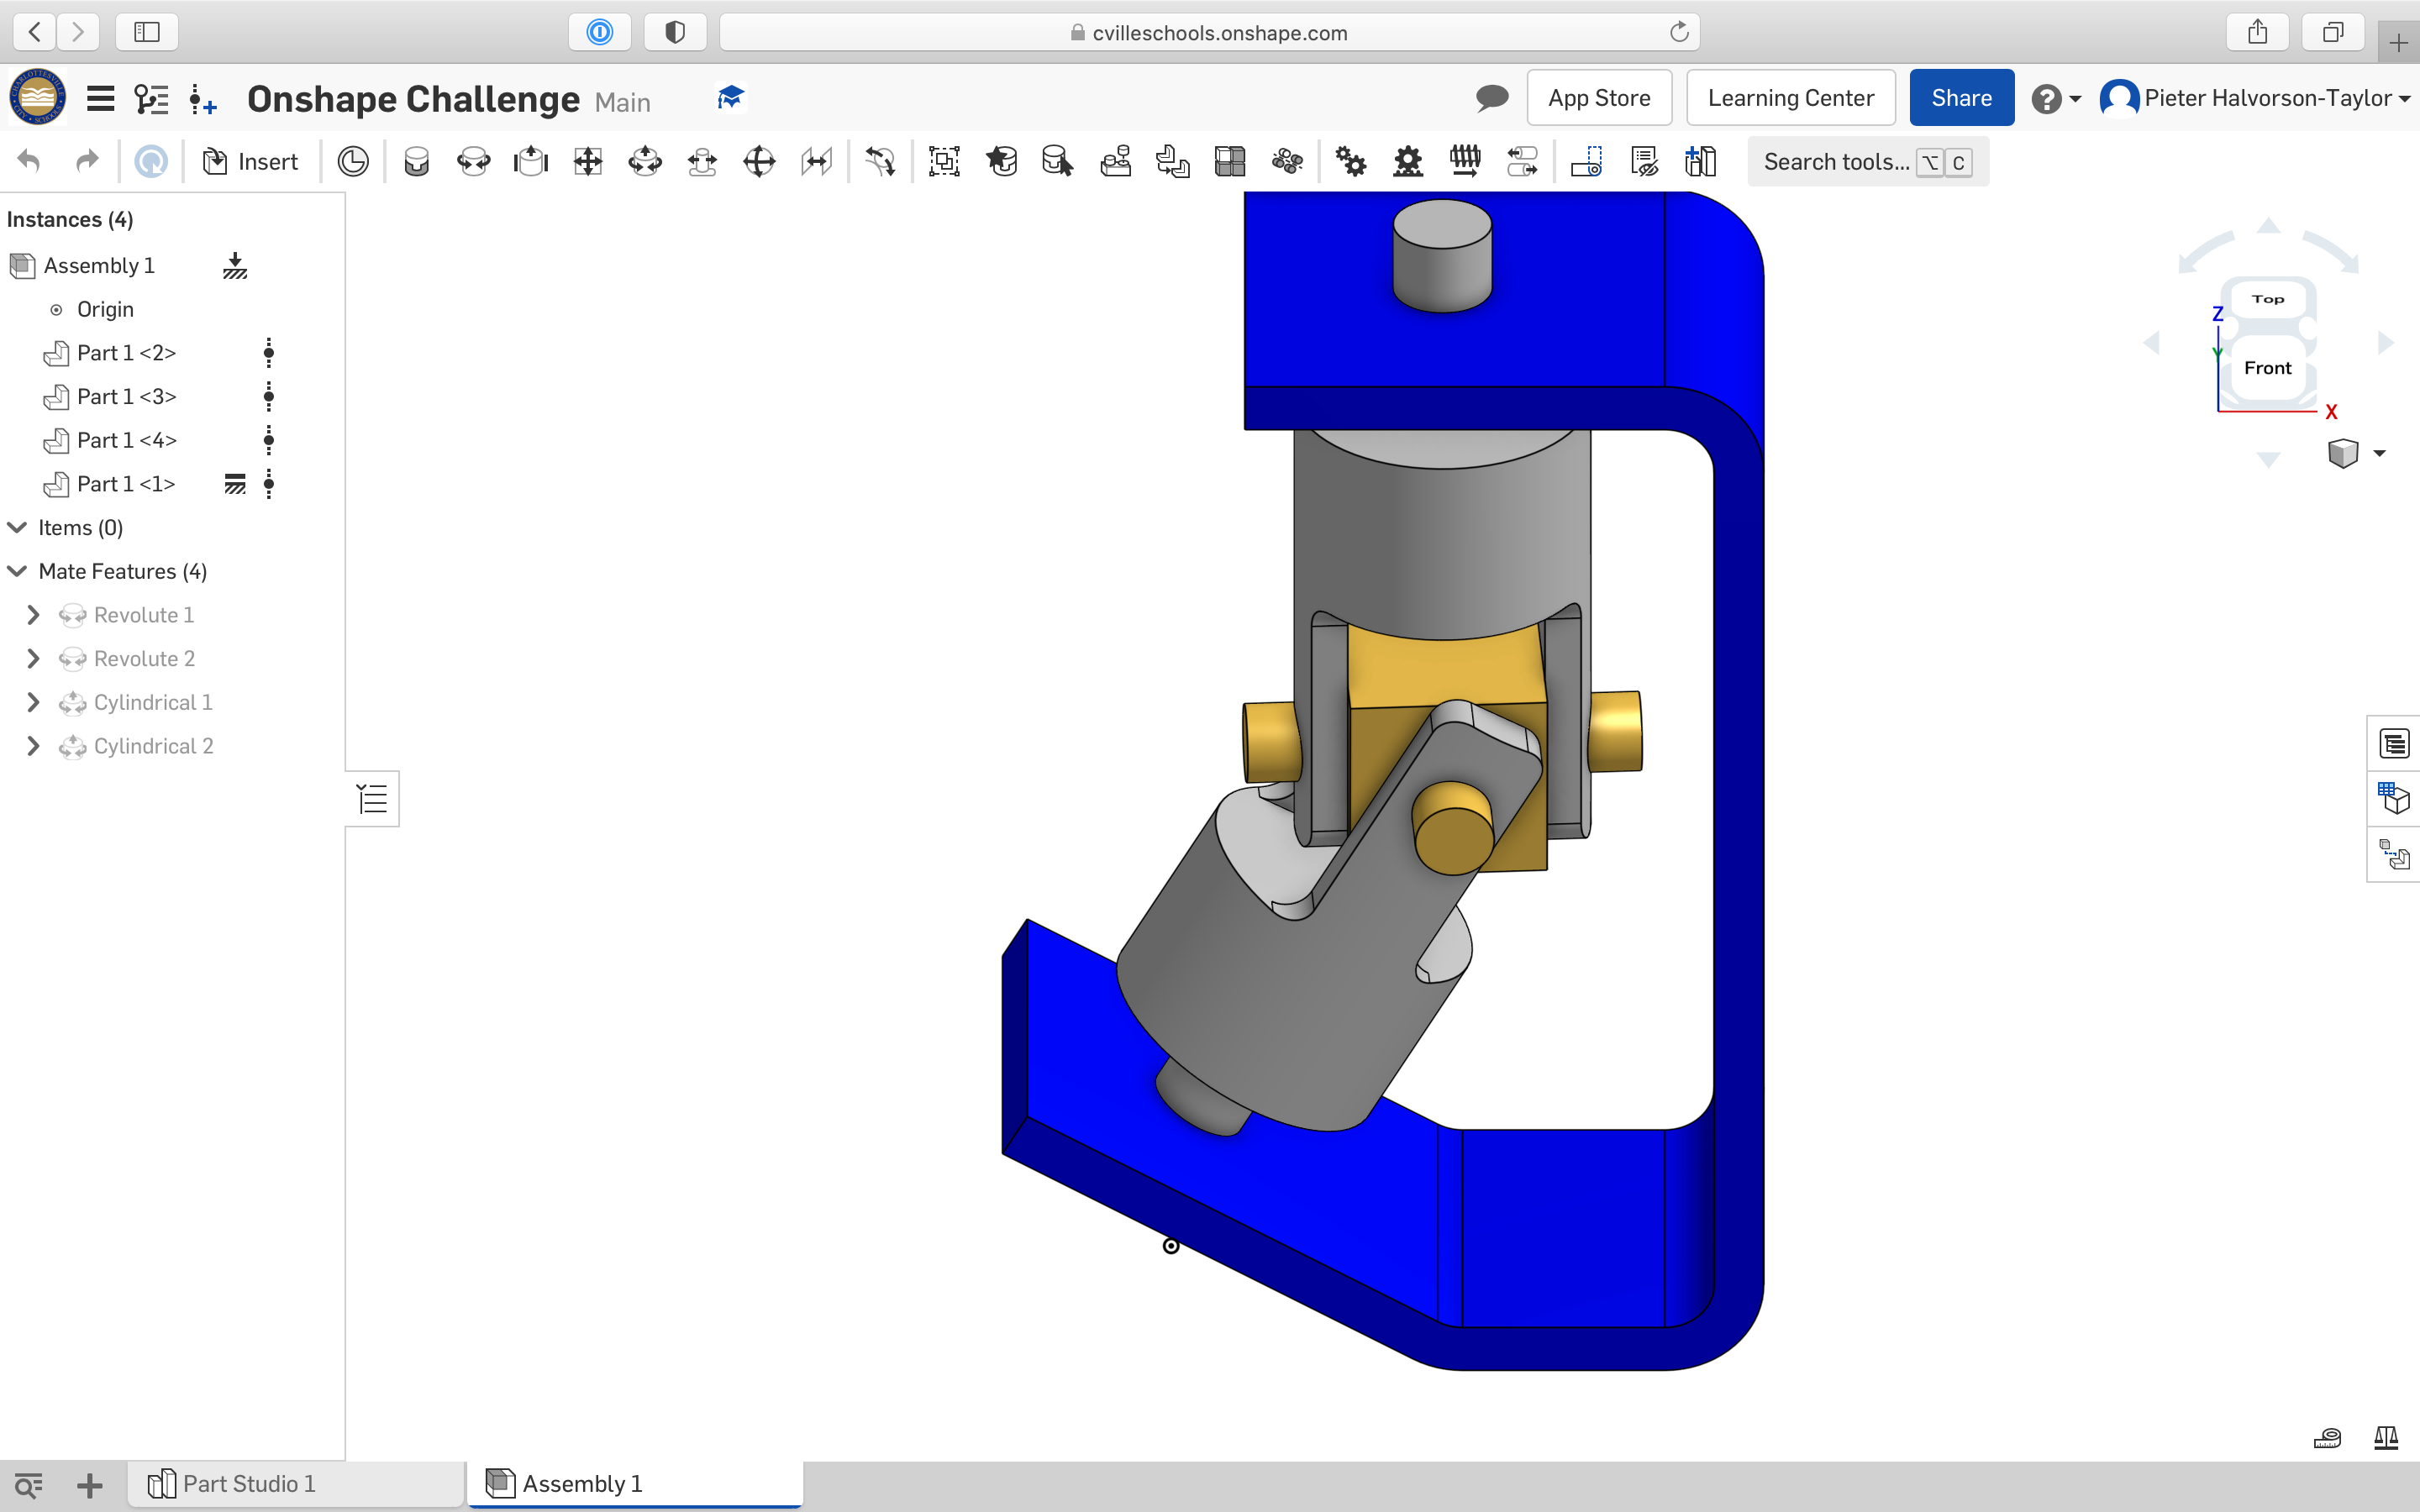 cvilleschools.onshape.com
Onshape Challenge Main
App Store
Learning Center
Share
Pieter Halvorson-Taylor
Insert
Search tools... ⌥ C
Instances (4)
Assembly 1
Origin
Part 1 <2>
Part 1 <3>
Part 1 <4>
Part 1 <1>
Items (0)
Mate Features (4)
Revolute 1
Revolute 2
Cylindrical 1
Cylindrical 2
Top
Z
Y
Front
X
Part Studio 1
Assembly 1